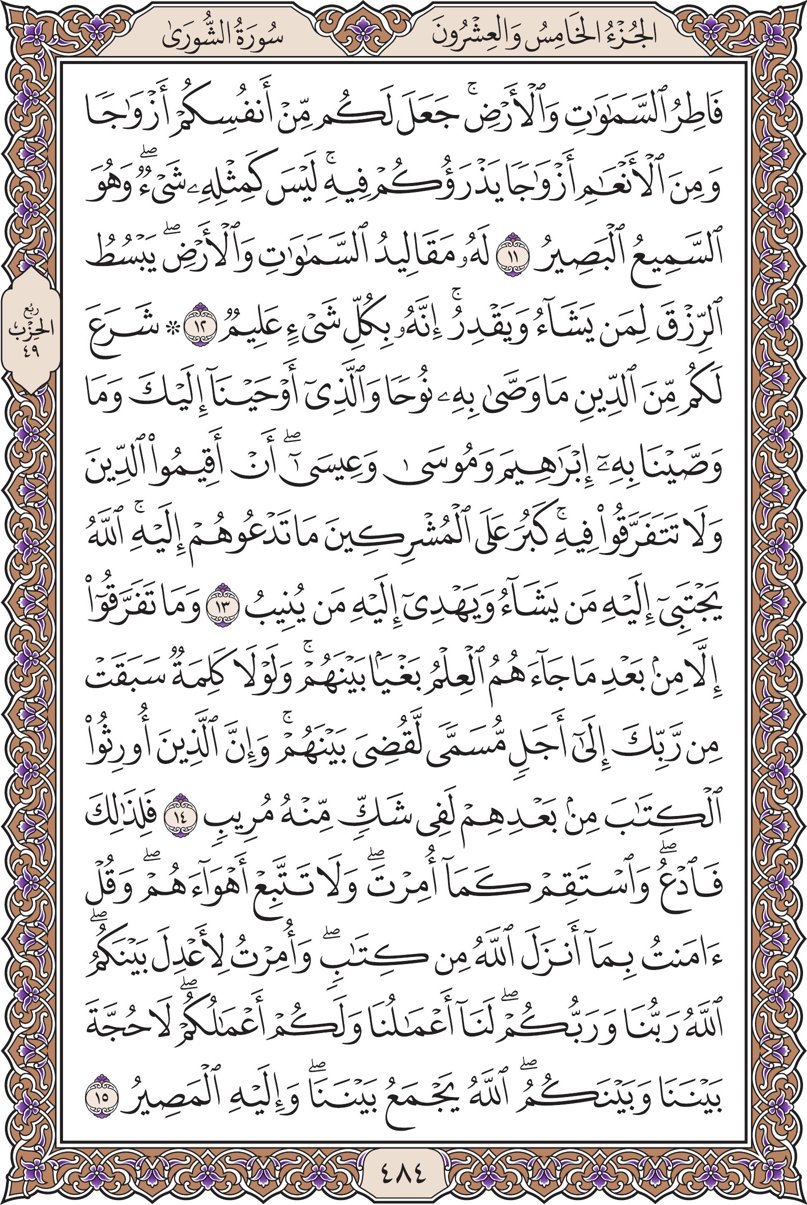 الجُزْءُ الخَامِسُ وَالعِشْرُونَ
سُورَةُ الشُّورَىٰ
فَاطِرُ ٱلسَّمَٰوَٰتِ وَٱلْأَرْضِۚ جَعَلَ لَكُم مِّنْ أَنفُسِكُمْ أَزْوَٰجًا
وَمِنَ ٱلْأَنْعَٰمِ أَزْوَٰجًا يَذْرَؤُكُمْ فِيهِۚ لَيْسَ كَمِثْلِهِۦ شَىْءٌۖ وَهُوَ
ٱلسَّمِيعُ ٱلْبَصِيرُ ١١ لَهُۥ مَقَالِيدُ ٱلسَّمَٰوَٰتِ وَٱلْأَرْضِۖ يَبْسُطُ
ٱلرِّزْقَ لِمَن يَشَآءُ وَيَقْدِرُۚ إِنَّهُۥ بِكُلِّ شَىْءٍ عَلِيمٌ ١٢ * شَرَعَ
لَكُم مِّنَ ٱلدِّينِ مَا وَصَّىٰ بِهِۦ نُوحًا وَٱلَّذِىٓ أَوْحَيْنَآ إِلَيْكَ وَمَا
وَصَّيْنَا بِهِۦٓ إِبْرَٰهِيمَ وَمُوسَىٰ وَعِيسَىٰٓۖ أَنْ أَقِيمُوا۟ ٱلدِّينَ
وَلَا تَتَفَرَّقُوا۟ فِيهِۚ كَبُرَ عَلَى ٱلْمُشْرِكِينَ مَا تَدْعُوهُمْ إِلَيْهِۚ ٱللَّهُ
يَجْتَبِىٓ إِلَيْهِ مَن يَشَآءُ وَيَهْدِىٓ إِلَيْهِ مَن يُنِيبُ ١٣ وَمَا تَفَرَّقُوٓا۟
إِلَّا مِنۢ بَعْدِ مَا جَآءَهُمُ ٱلْعِلْمُ بَغْيًۢا بَيْنَهُمْۚ وَلَوْلَا كَلِمَةٌ سَبَقَتْ
مِن رَّبِّكَ إِلَىٰٓ أَجَلٍ مُّسَمًّى لَّقُضِىَ بَيْنَهُمْۚ وَإِنَّ ٱلَّذِينَ أُورِثُوا۟
ٱلْكِتَٰبَ مِنۢ بَعْدِهِمْ لَفِى شَكٍّ مِّنْهُ مُرِيبٍ ١٤ فَلِذَٰلِكَ
فَٱدْعُۖ وَٱسْتَقِمْ كَمَآ أُمِرْتَۖ وَلَا تَتَّبِعْ أَهْوَآءَهُمْۖ وَقُلْ
ءَامَنتُ بِمَآ أَنزَلَ ٱللَّهُ مِن كِتَٰبٍۖ وَأُمِرْتُ لِأَعْدِلَ بَيْنَكُمُۖ
ٱللَّهُ رَبُّنَا وَرَبُّكُمْۖ لَنَآ أَعْمَٰلُنَا وَلَكُمْ أَعْمَٰلُكُمْۖ لَا حُجَّةَ
بَيْنَنَا وَبَيْنَكُمُۖ ٱللَّهُ يَجْمَعُ بَيْنَنَاۖ وَإِلَيْهِ ٱلْمَصِيرُ ١٥
رُبْعُ
الحِزْبِ
٤٩
٤٨٤